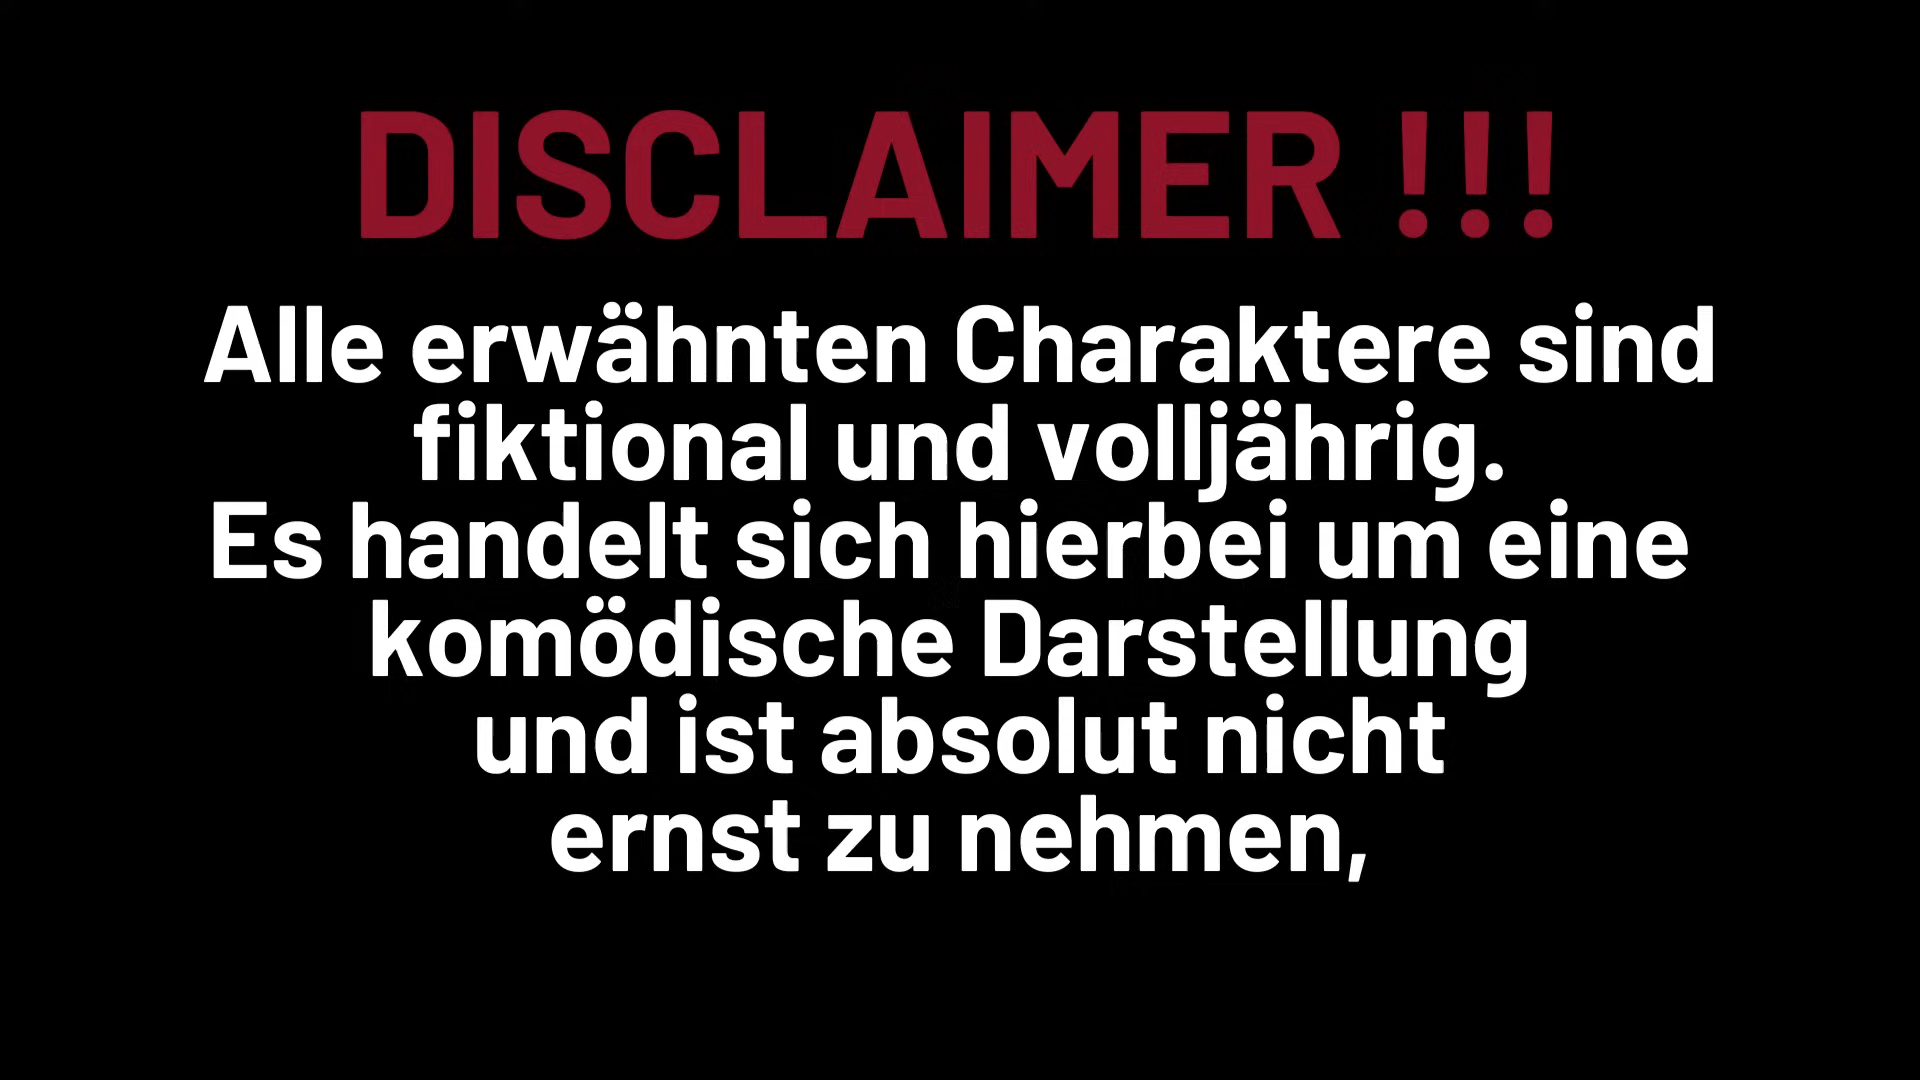 DISCLAIMER !!!
Alle erwähnten Charaktere sind
fiktional und volljährig.
Es handelt sich hierbei um eine
komödische Darstellung
und ist absolut nicht
ernst zu nehmen,